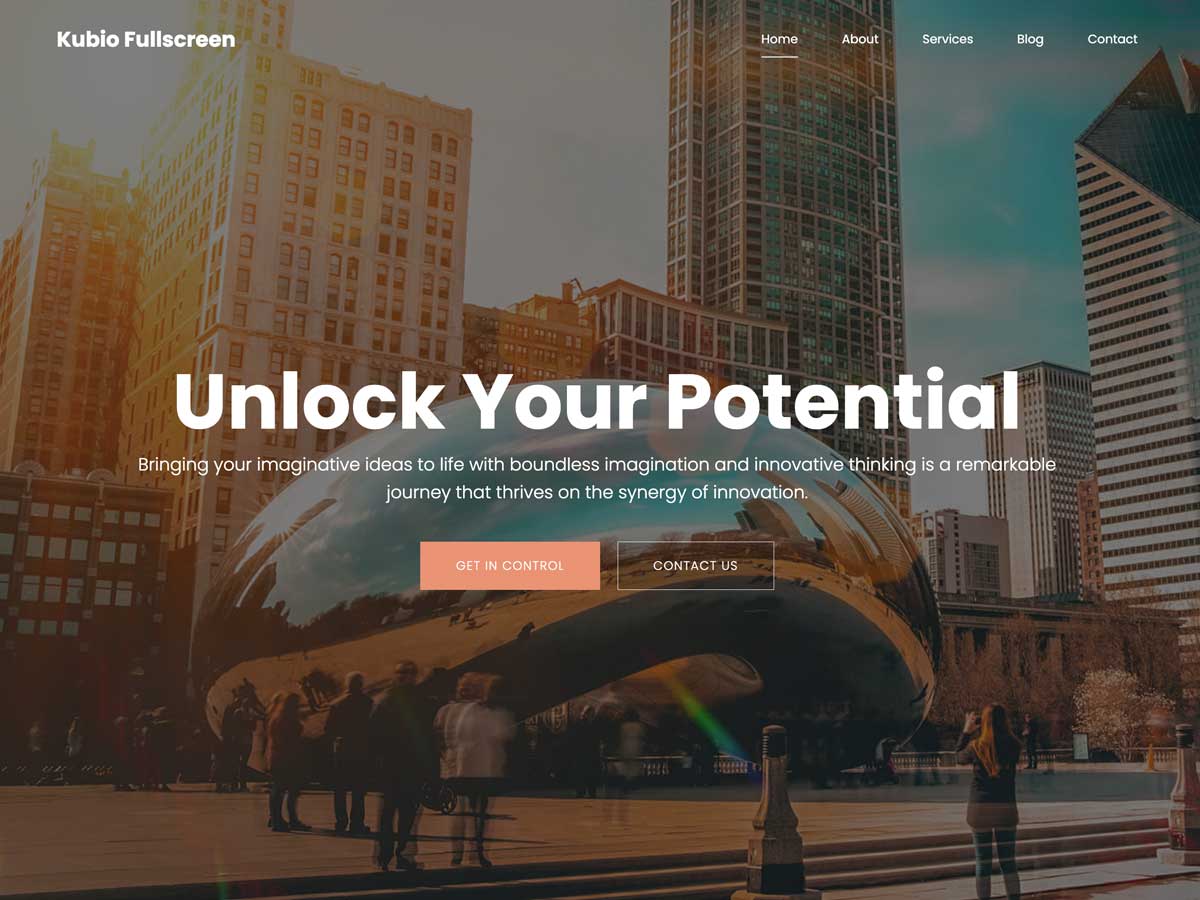 Kubio Fullscreen
Home About Services Blog Contact
Unlock Your Potential
Bringing your imaginative ideas to life with boundless imagination and innovative thinking is a remarkable
journey that thrives on the synergy of innovation.
GET IN CONTROL CONTACT US